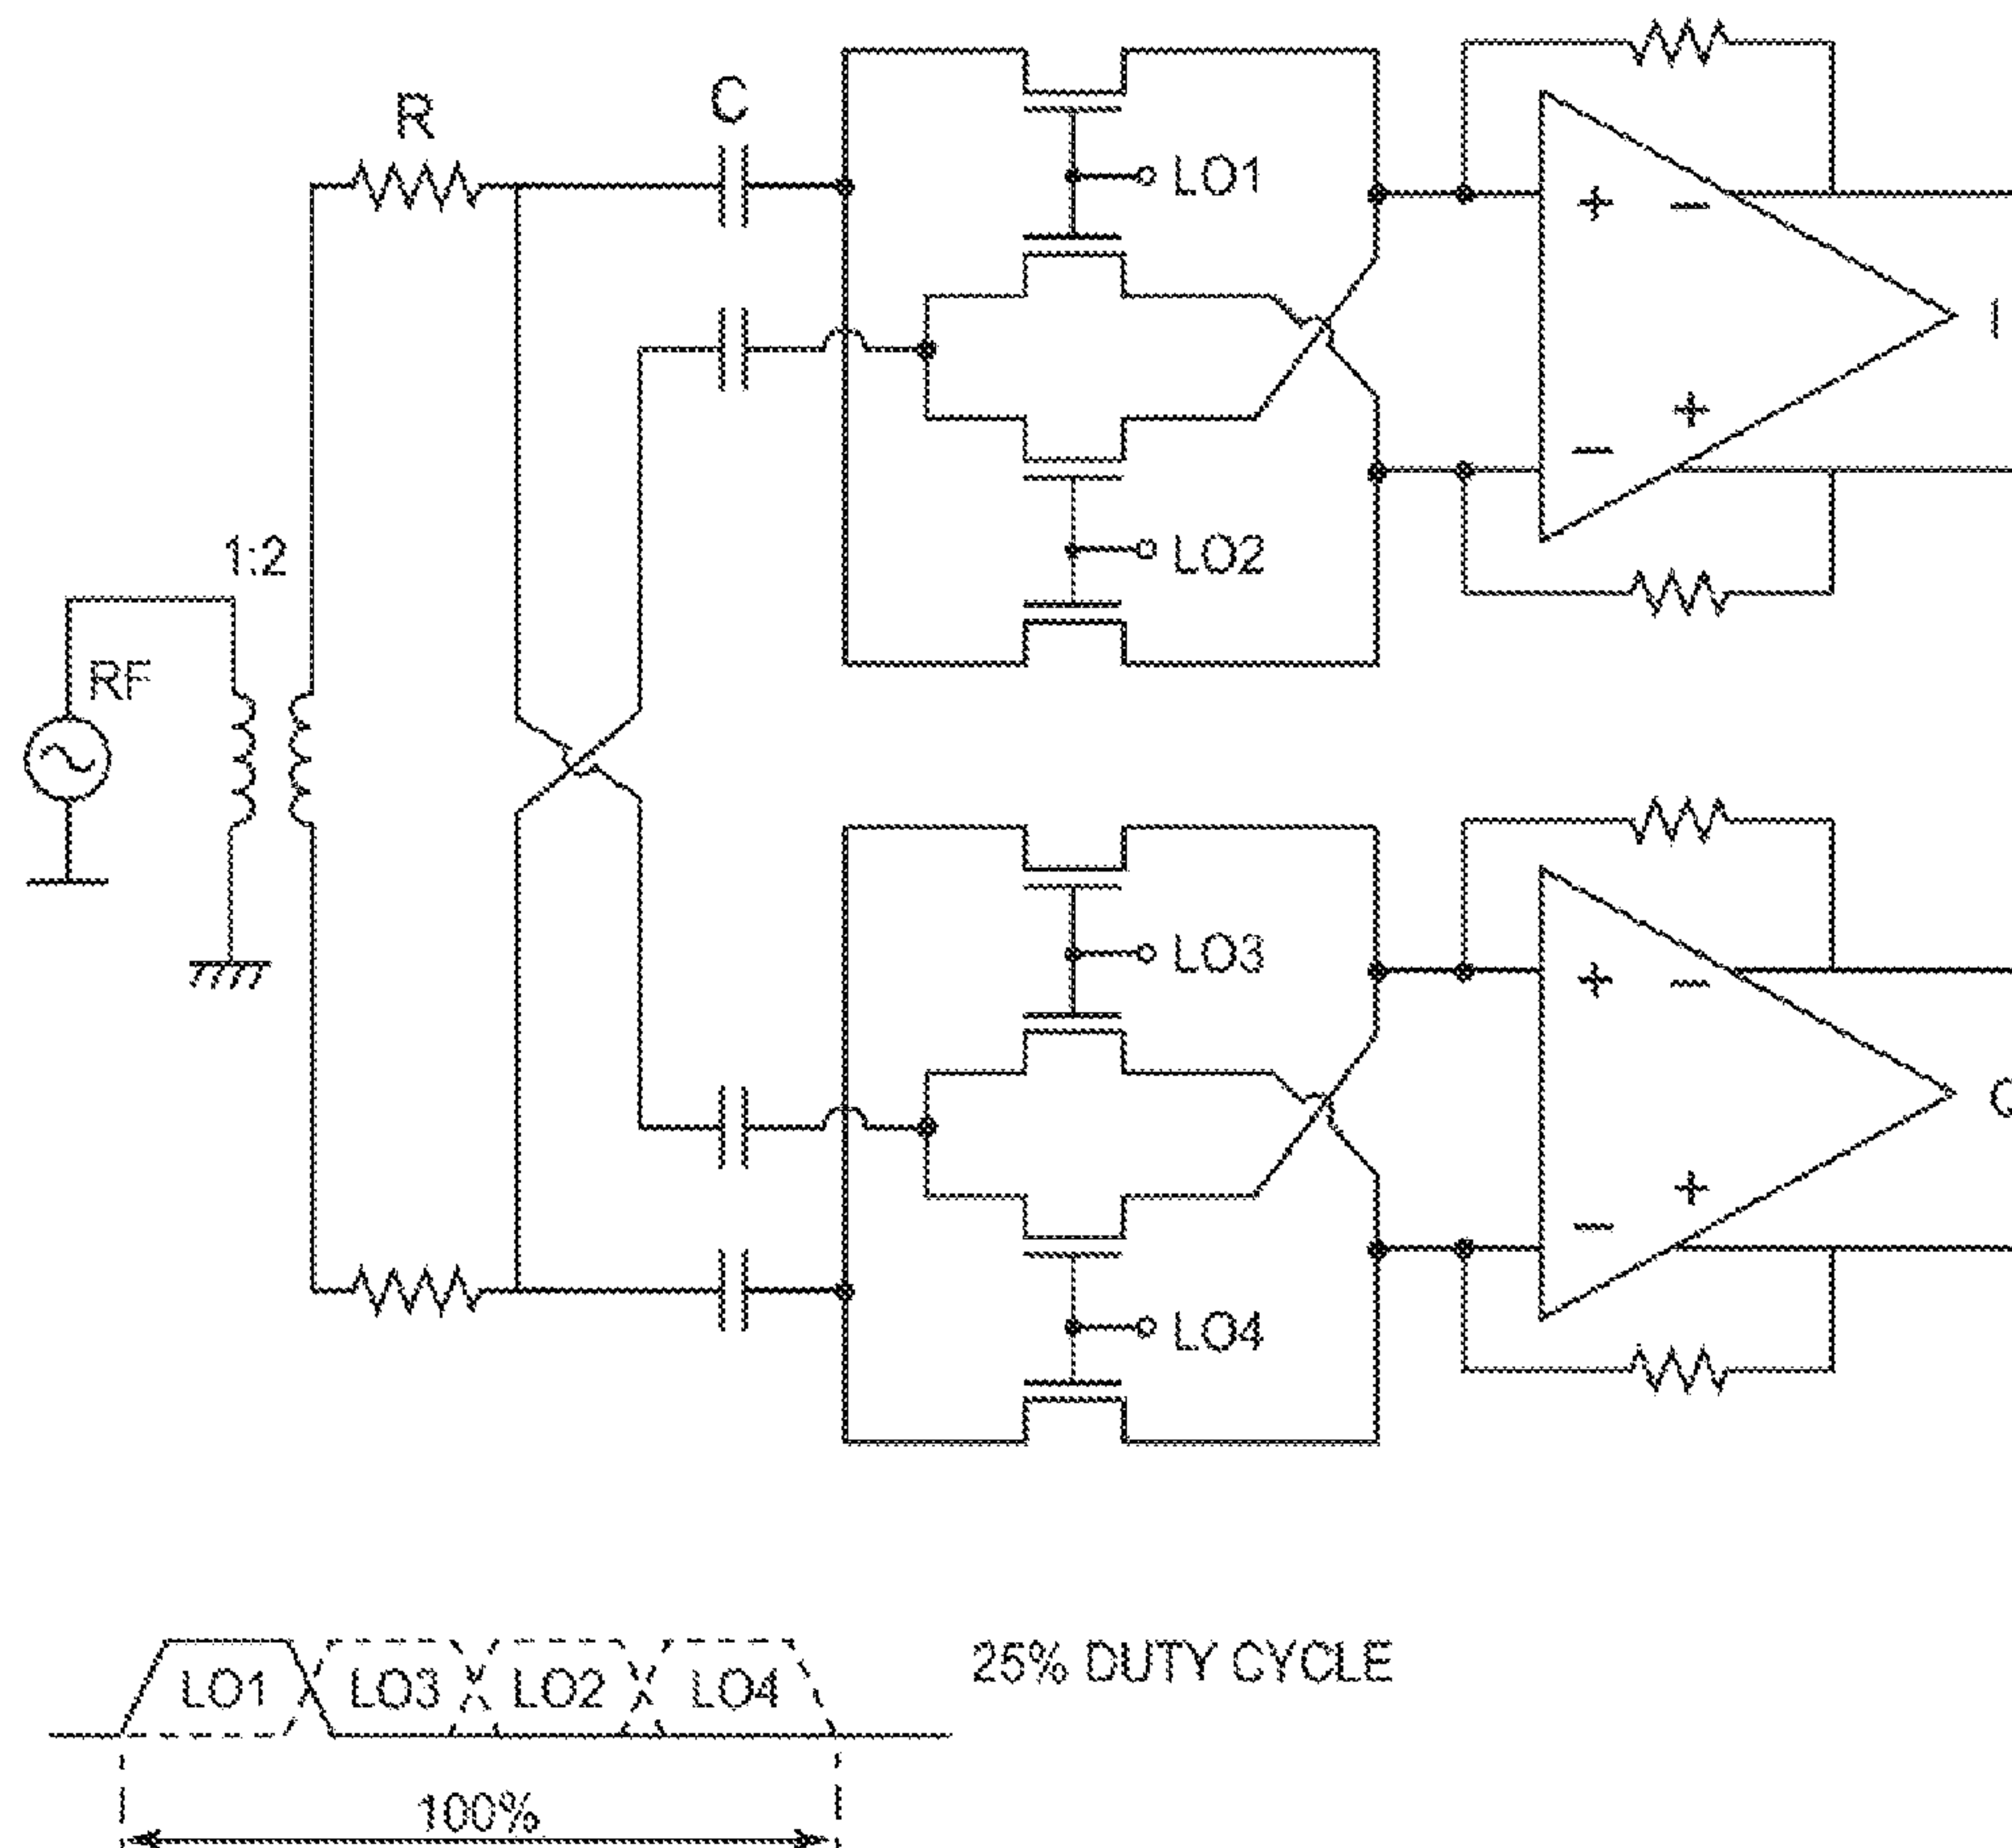 R
C
LO1
+ −
I
1:2
+
−
LO2
RF
LO3
+ −
Q
+
−
LO4
25% DUTY CYCLE
LO1 LO3 LO2 LO4
100%